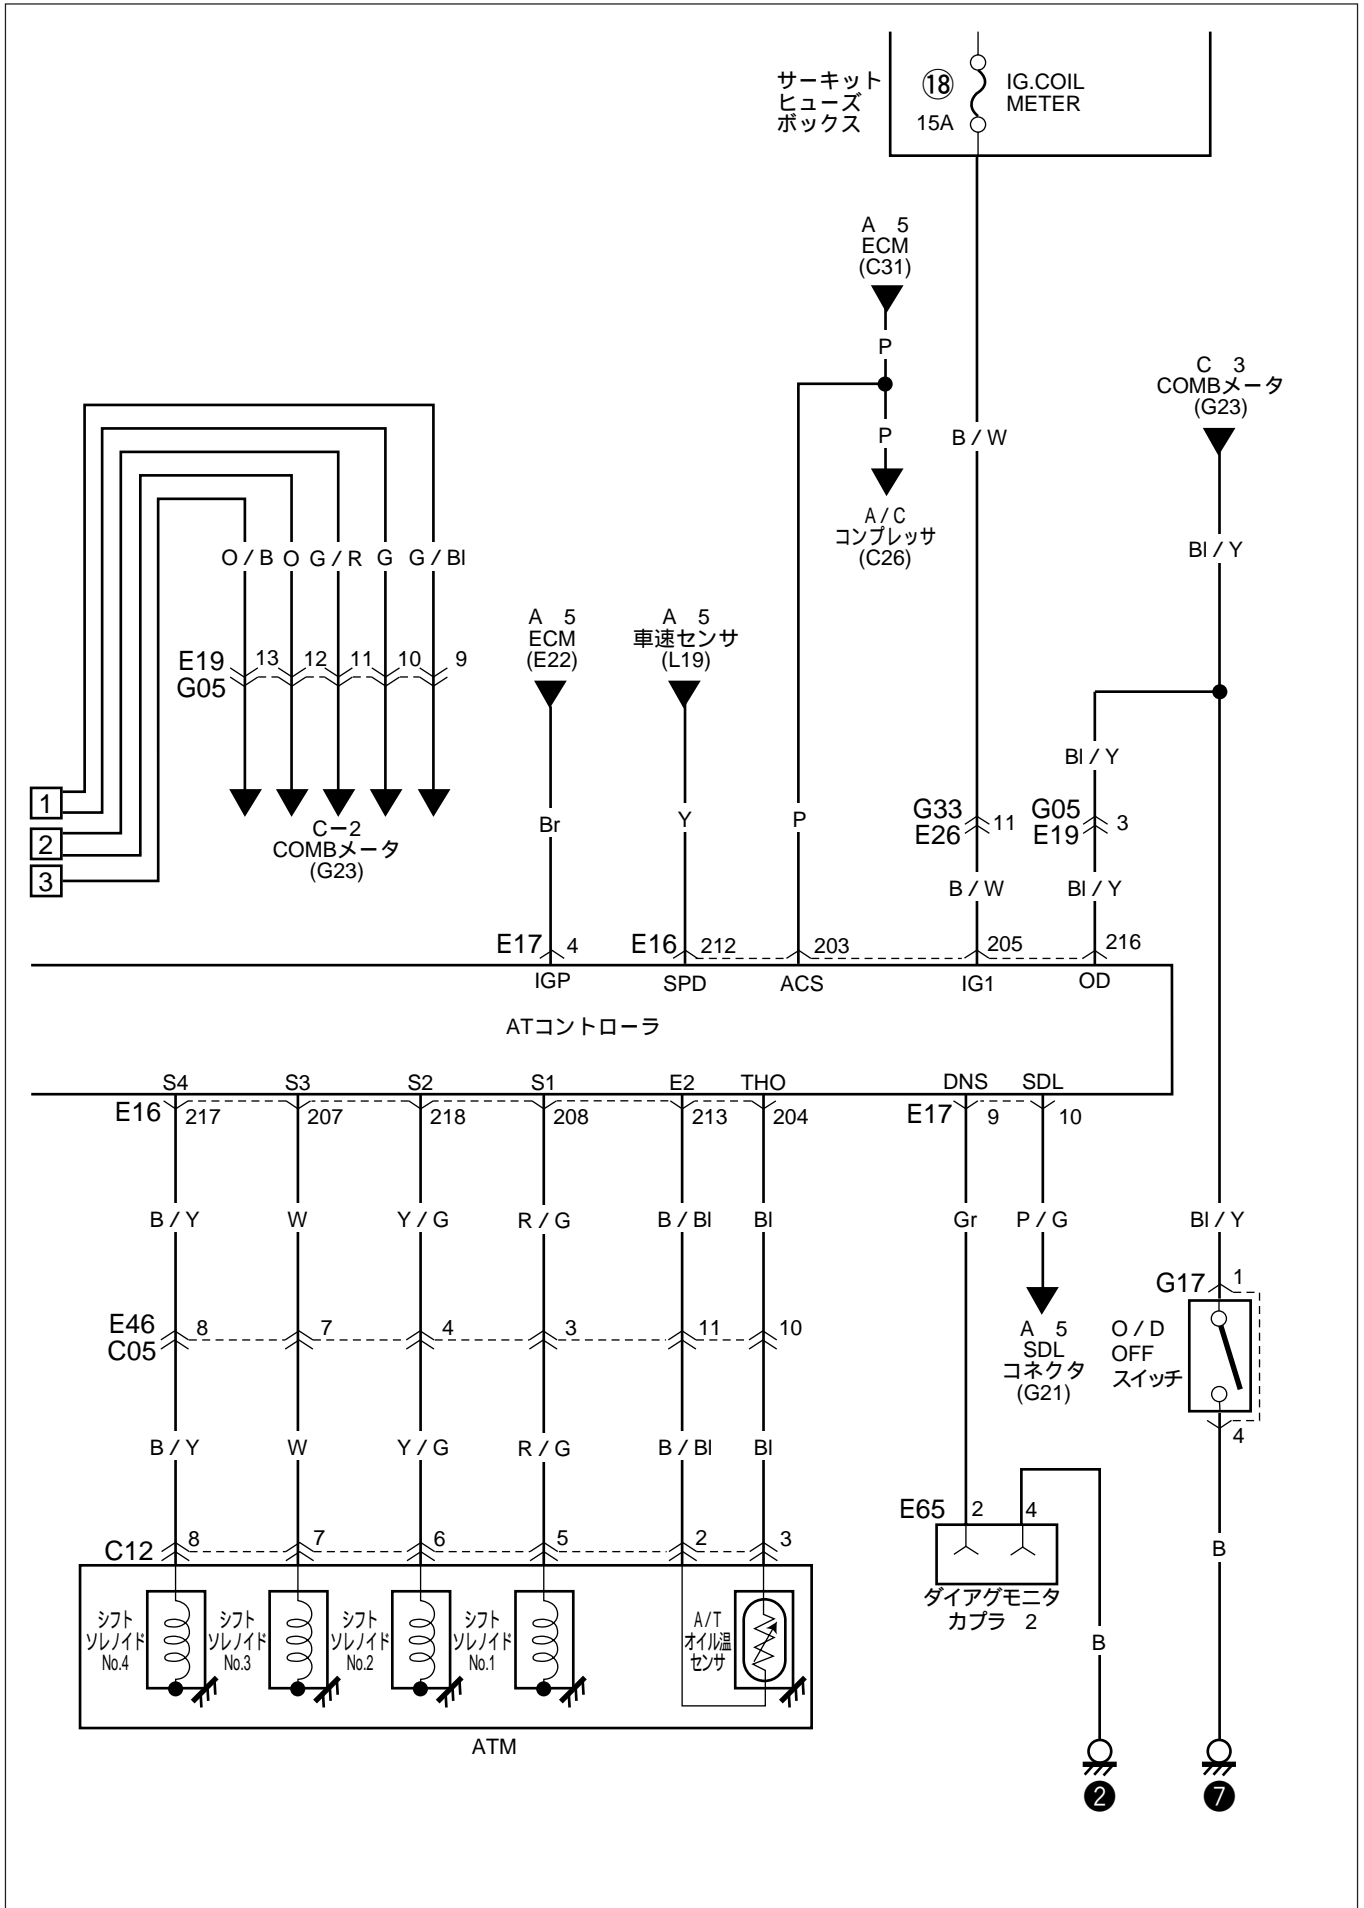 サーキット
ヒューズ
ボックス
⑱
15A
IG.COIL
METER
A 5
ECM
(C31)
P
P
A / C
コンプレッサ
(C26)
B / W
C 3
COMBメータ
(G23)
Bl / Y
O / B O G / R G G / Bl
E19 13 12 11 10 9
G05
1
2
3
C－2
COMBメータ
(G23)
A 5
ECM
(E22)
A 5
車速センサ
(L19)
Bl / Y
Br
Y
P
G33
E26 11
G05
E19 3
B / W
Bl / Y
E17 4
E16 212 203 205 216
IGP SPD ACS IG1 OD
ATコントローラ
S4 S3 S2 S1 E2 THO DNS SDL
E16 217 207 218 208 213 204
E17 9 10
B / Y W Y / G R / G B / Bl Bl Gr P / G Bl / Y
E46
C05
8 7 4 3 11 10
A 5
SDL
コネクタ
(G21)
G17 1
O / D
OFF
スイッチ
4
B / Y W Y / G R / G B / Bl Bl
C12 8 7 6 5 2 3
E65 2 4
ダイアグモニタ
カプラ 2
B
B
シフト
ソレノイド
No.4
シフト
ソレノイド
No.3
シフト
ソレノイド
No.2
シフト
ソレノイド
No.1
A/T
オイル温
センサ
ATM
❷
❼